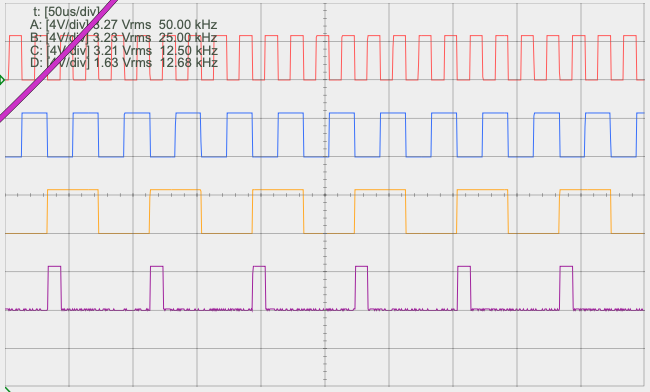 t: [50us/div]
A: [4V/div] 3.27 Vrms 50.00 kHz
B: [4V/div] 3.23 Vrms 25.00 kHz
C: [4V/div] 3.21 Vrms 12.50 kHz
D: [4V/div] 1.63 Vrms 12.68 kHz